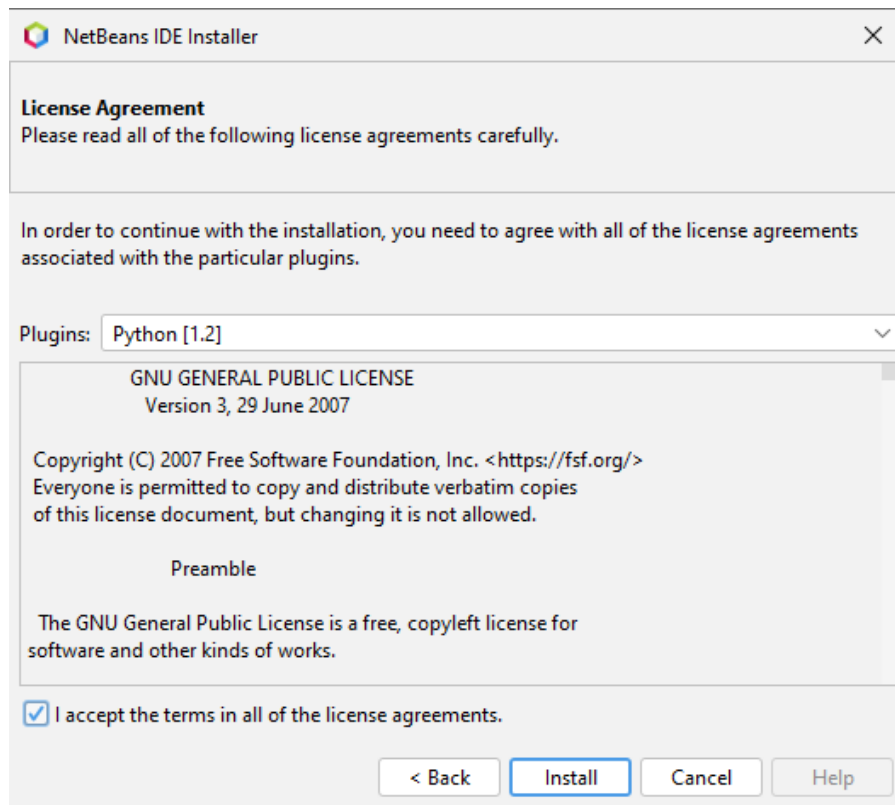 NetBeans IDE Installer
License Agreement
Please read all of the following license agreements carefully.
In order to continue with the installation, you need to agree with all of the license agreements
associated with the particular plugins.
Plugins: Python [1.2]
GNU GENERAL PUBLIC LICENSE
Version 3, 29 June 2007
Copyright (C) 2007 Free Software Foundation, Inc. <https://fsf.org/>
Everyone is permitted to copy and distribute verbatim copies
of this license document, but changing it is not allowed.
Preamble
The GNU General Public License is a free, copyleft license for
software and other kinds of works.
I accept the terms in all of the license agreements.
< Back Install Cancel Help